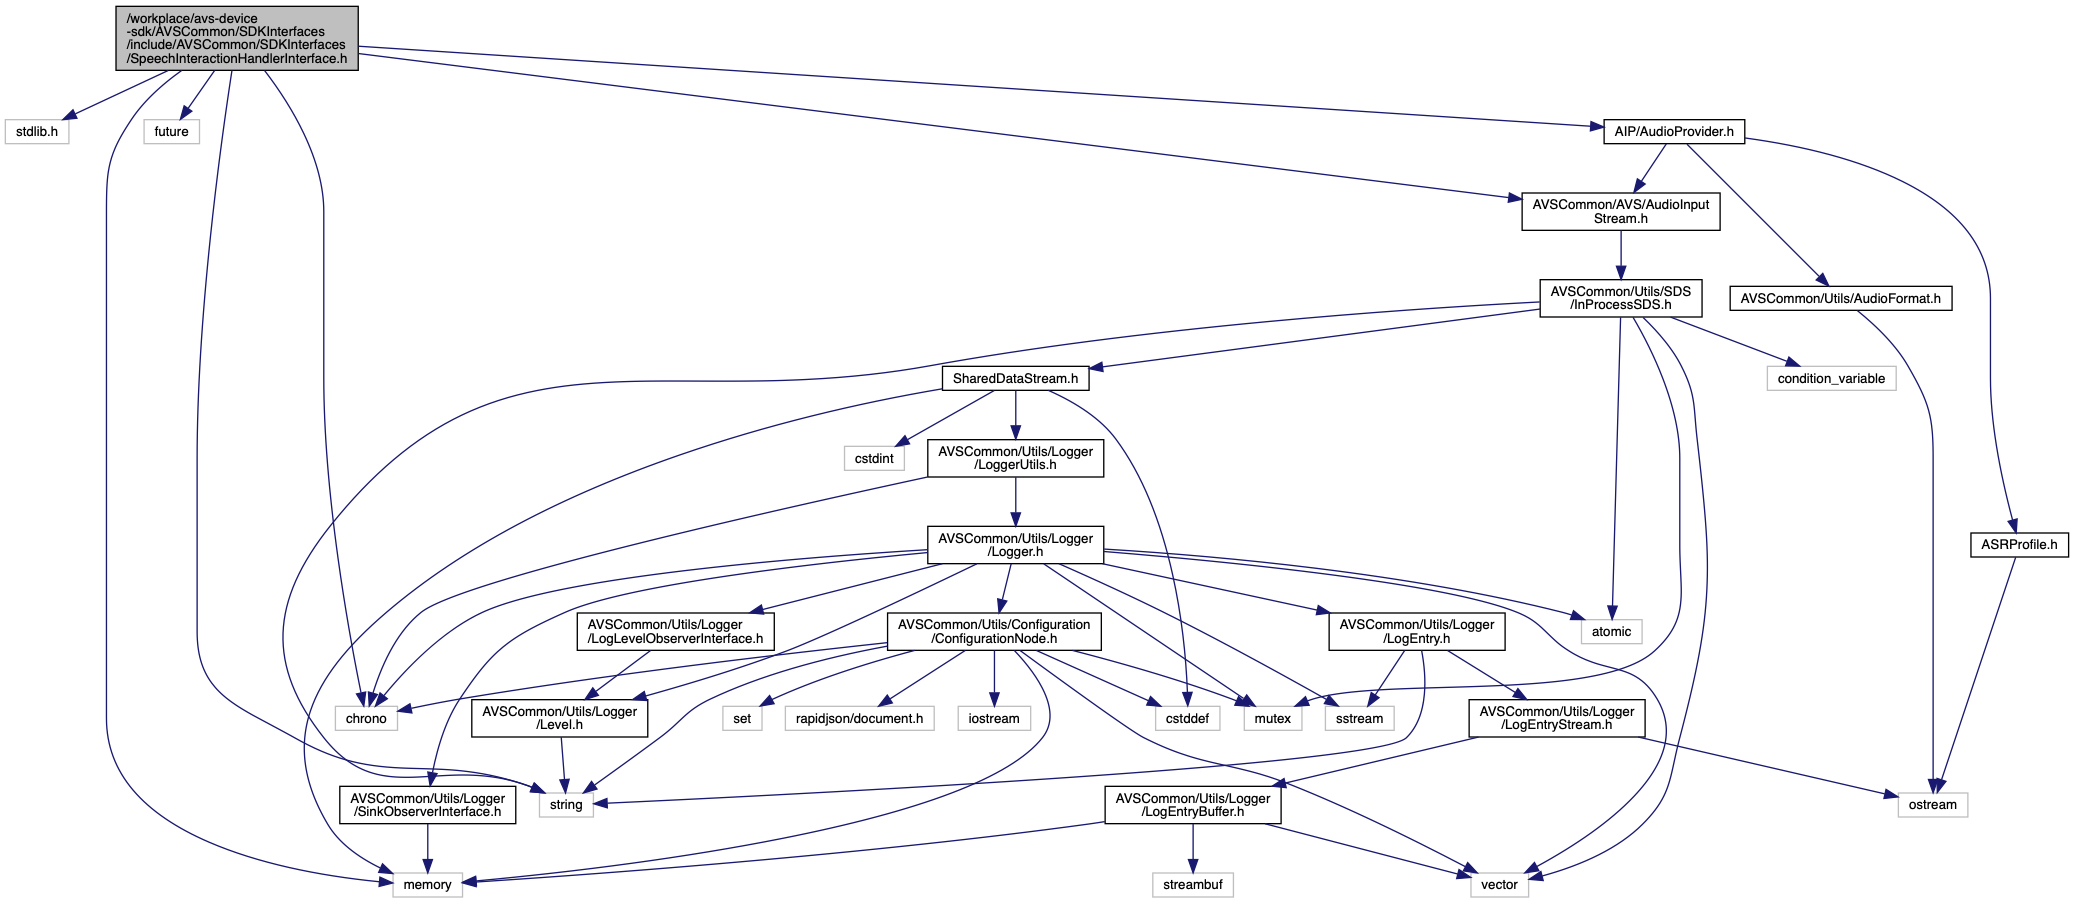 /workplace/avs-device
-sdk/AVSCommon/SDKInterfaces
/include/AVSCommon/SDKInterfaces
/SpeechInteractionHandlerInterface.h
stdlib.h
future
AIP/AudioProvider.h
AVSCommon/AVS/AudioInput
Stream.h
AVSCommon/Utils/SDS
/InProcessSDS.h
AVSCommon/Utils/AudioFormat.h
SharedDataStream.h
condition_variable
cstdint
AVSCommon/Utils/Logger
/LoggerUtils.h
AVSCommon/Utils/Logger
/Logger.h
ASRProfile.h
AVSCommon/Utils/Logger
/LogLevelObserverInterface.h
AVSCommon/Utils/Configuration
/ConfigurationNode.h
AVSCommon/Utils/Logger
/LogEntry.h
atomic
chrono
AVSCommon/Utils/Logger
/Level.h
set
rapidjson/document.h
iostream
cstddef
mutex
sstream
AVSCommon/Utils/Logger
/LogEntryStream.h
AVSCommon/Utils/Logger
/SinkObserverInterface.h
string
AVSCommon/Utils/Logger
/LogEntryBuffer.h
ostream
memory
streambuf
vector